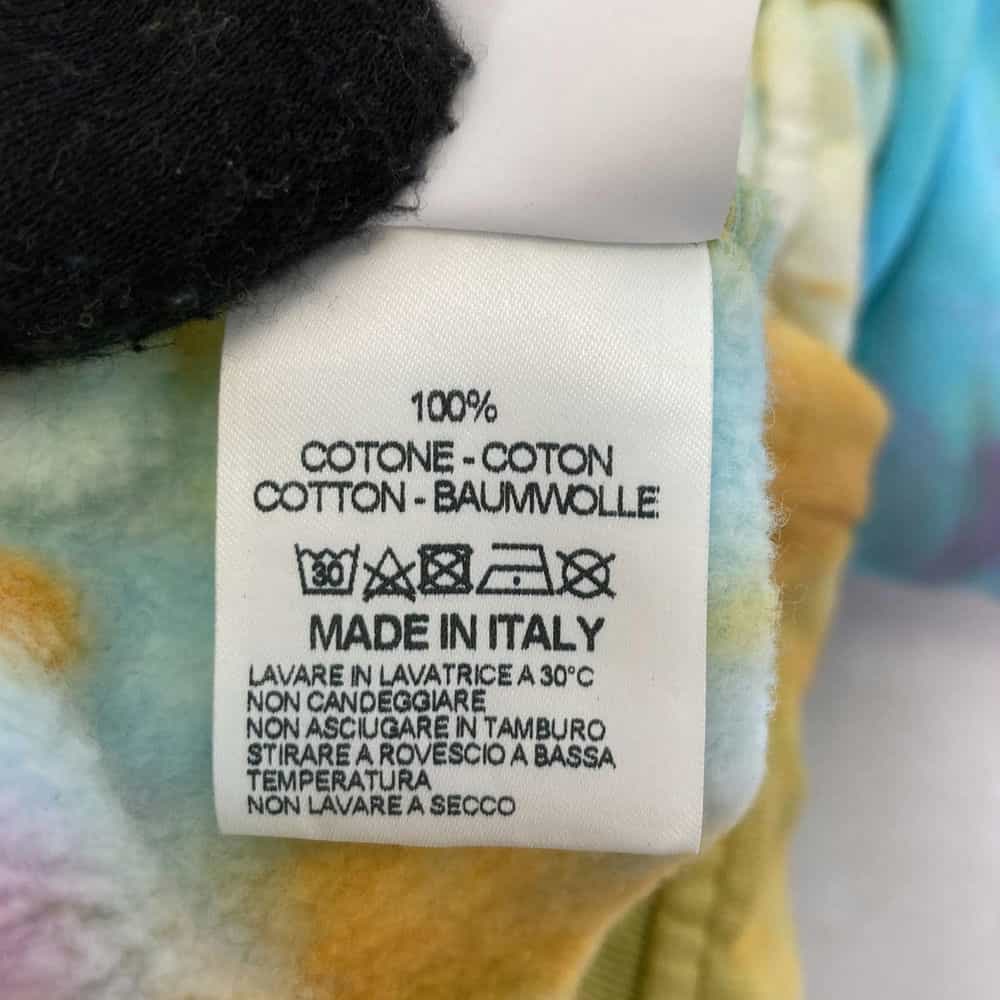 100%
COTONE - COTON
COTTON - BAUMWOLLE
30
MADE IN ITALY
LAVARE IN LAVATRICE A 30°C
NON CANDEGGIARE
NON ASCIUGARE IN TAMBURO
STIRARE A ROVESCIO A BASSA
TEMPERATURA
NON LAVARE A SECCO